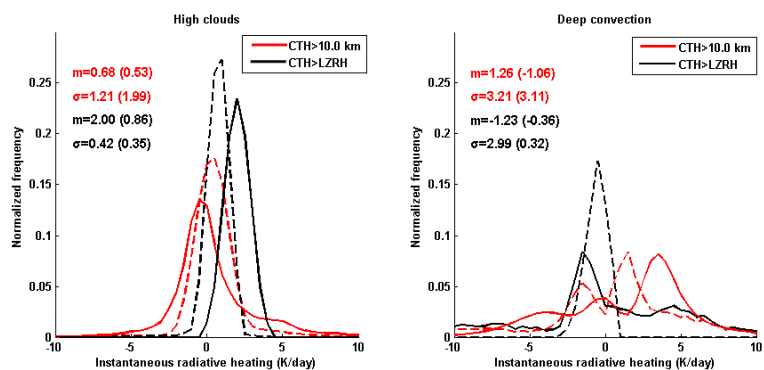 High clouds
CTH>10.0 km
CTH>LZRH
m=0.68 (0.53)
σ=1.21 (1.99)
m=2.00 (0.86)
σ=0.42 (0.35)
0.25
0.2
0.15
0.1
0.05
0
-10
-5
0
5
10
Normalized frequency
Instantaneous radiative heating (K/day)
Deep convection
CTH>10.0 km
CTH>LZRH
m=1.26 (-1.06)
σ=3.21 (3.11)
m=-1.23 (-0.36)
σ=2.99 (0.32)
0.25
0.2
0.15
0.1
0.05
0
-10
-5
0
5
10
Normalized frequency
Instantaneous radiative heating (K/day)